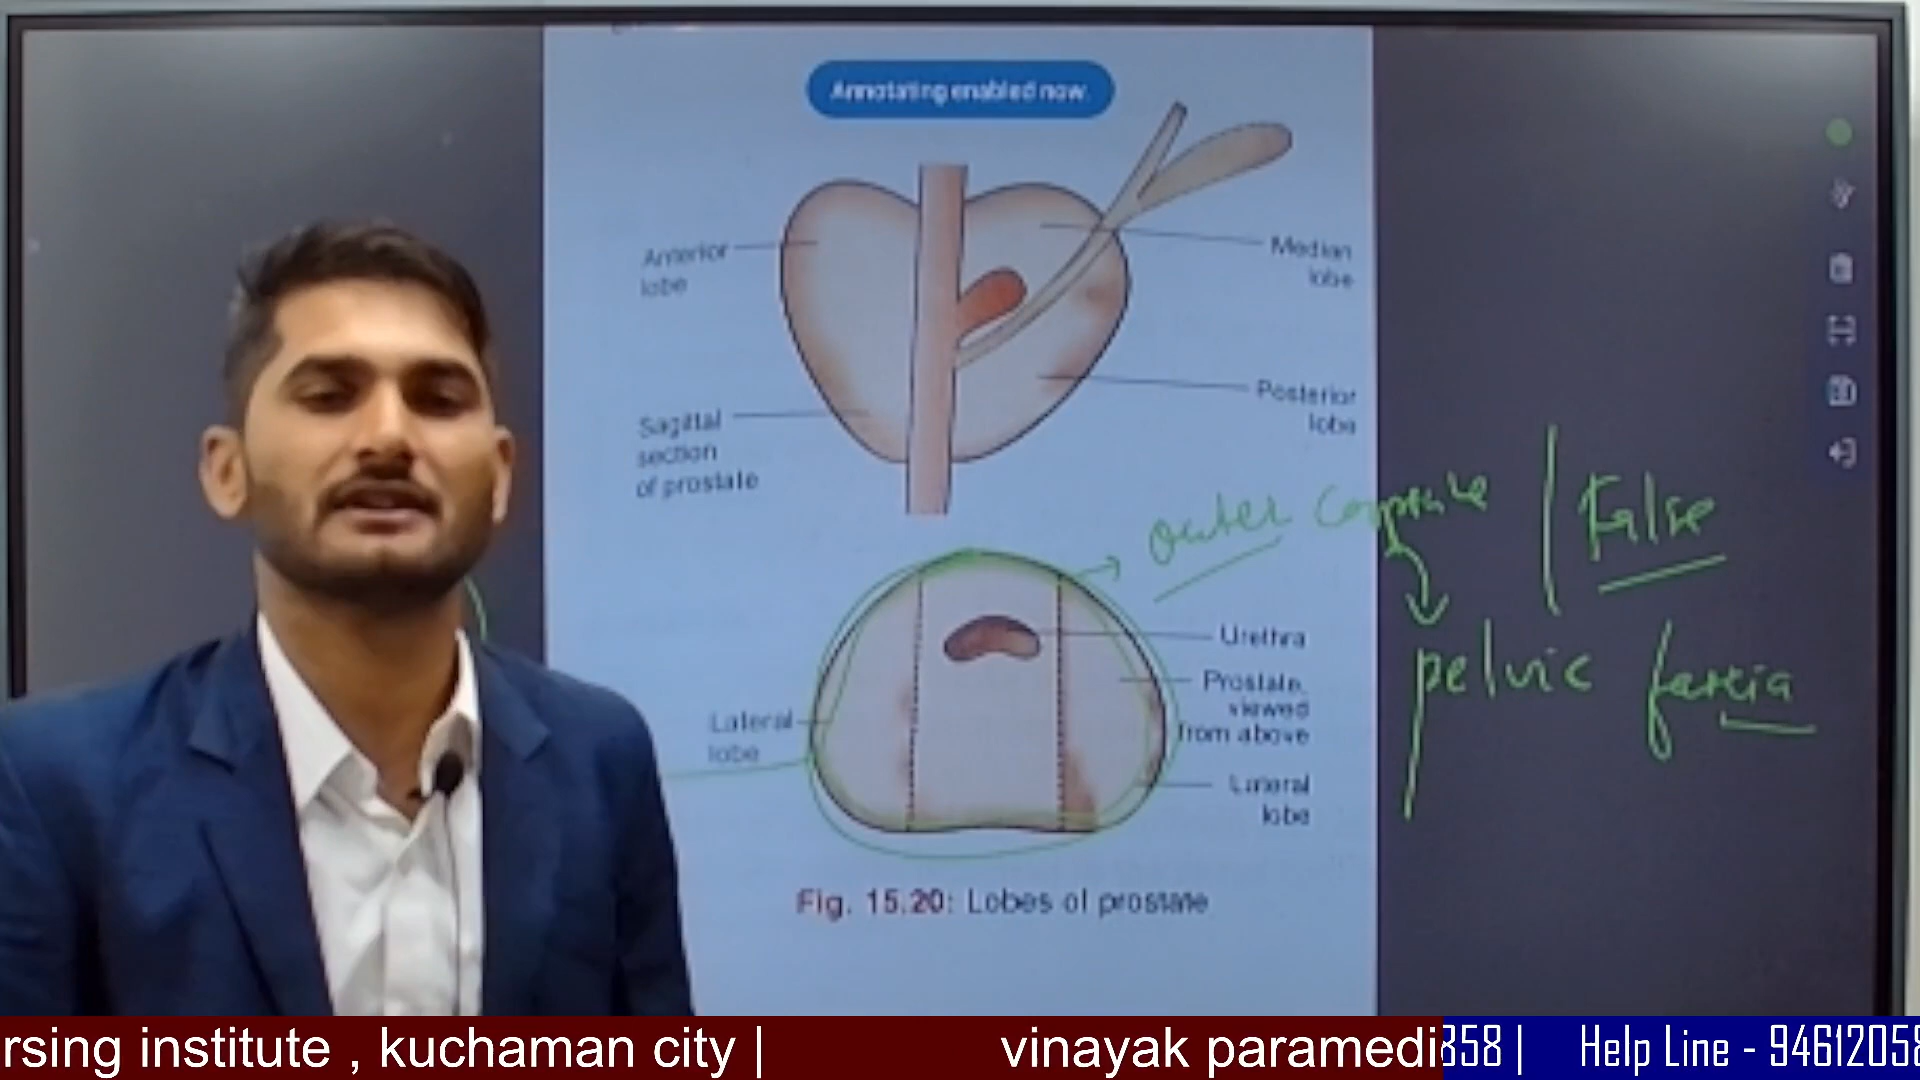 Annotating enabled now.
Anterior
lobe
Median
lobe
Posterior
lobe
Sagittal
section
of prostate
outer capsule
False
pelvic fascia
Urethra
Prostate,
viewed
from above
Lateral
lobe
Lateral
lobe
Fig. 15.20: Lobes of prostate
rsing institute , kuchaman city |
vinayak paramedi
858 |
Help Line - 94612058